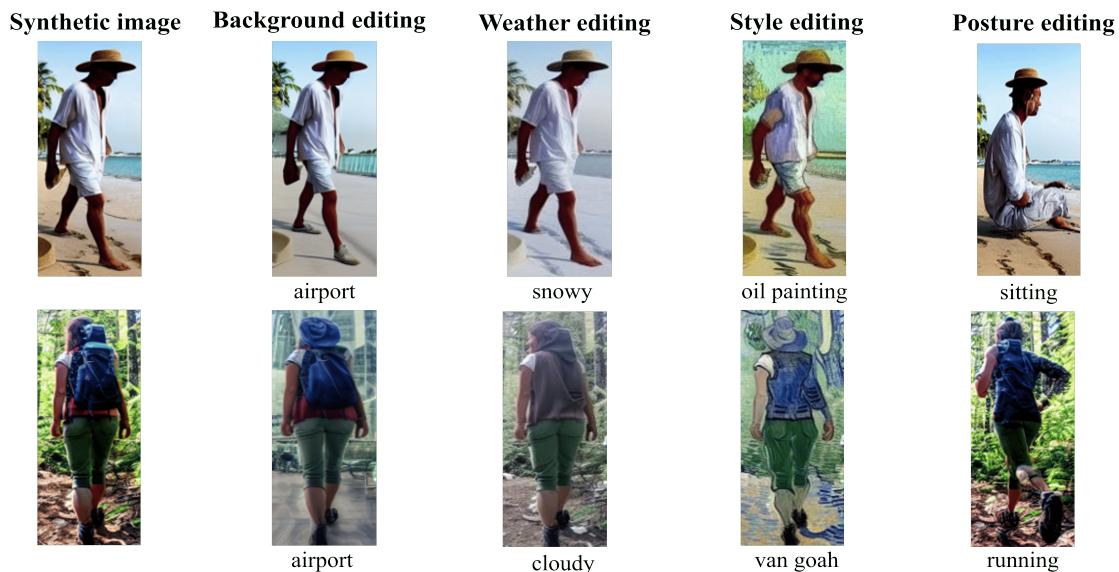 Synthetic image
Background editing
Weather editing
Style editing
Posture editing
airport
snowy
oil painting
sitting
airport
cloudy
van goah
running